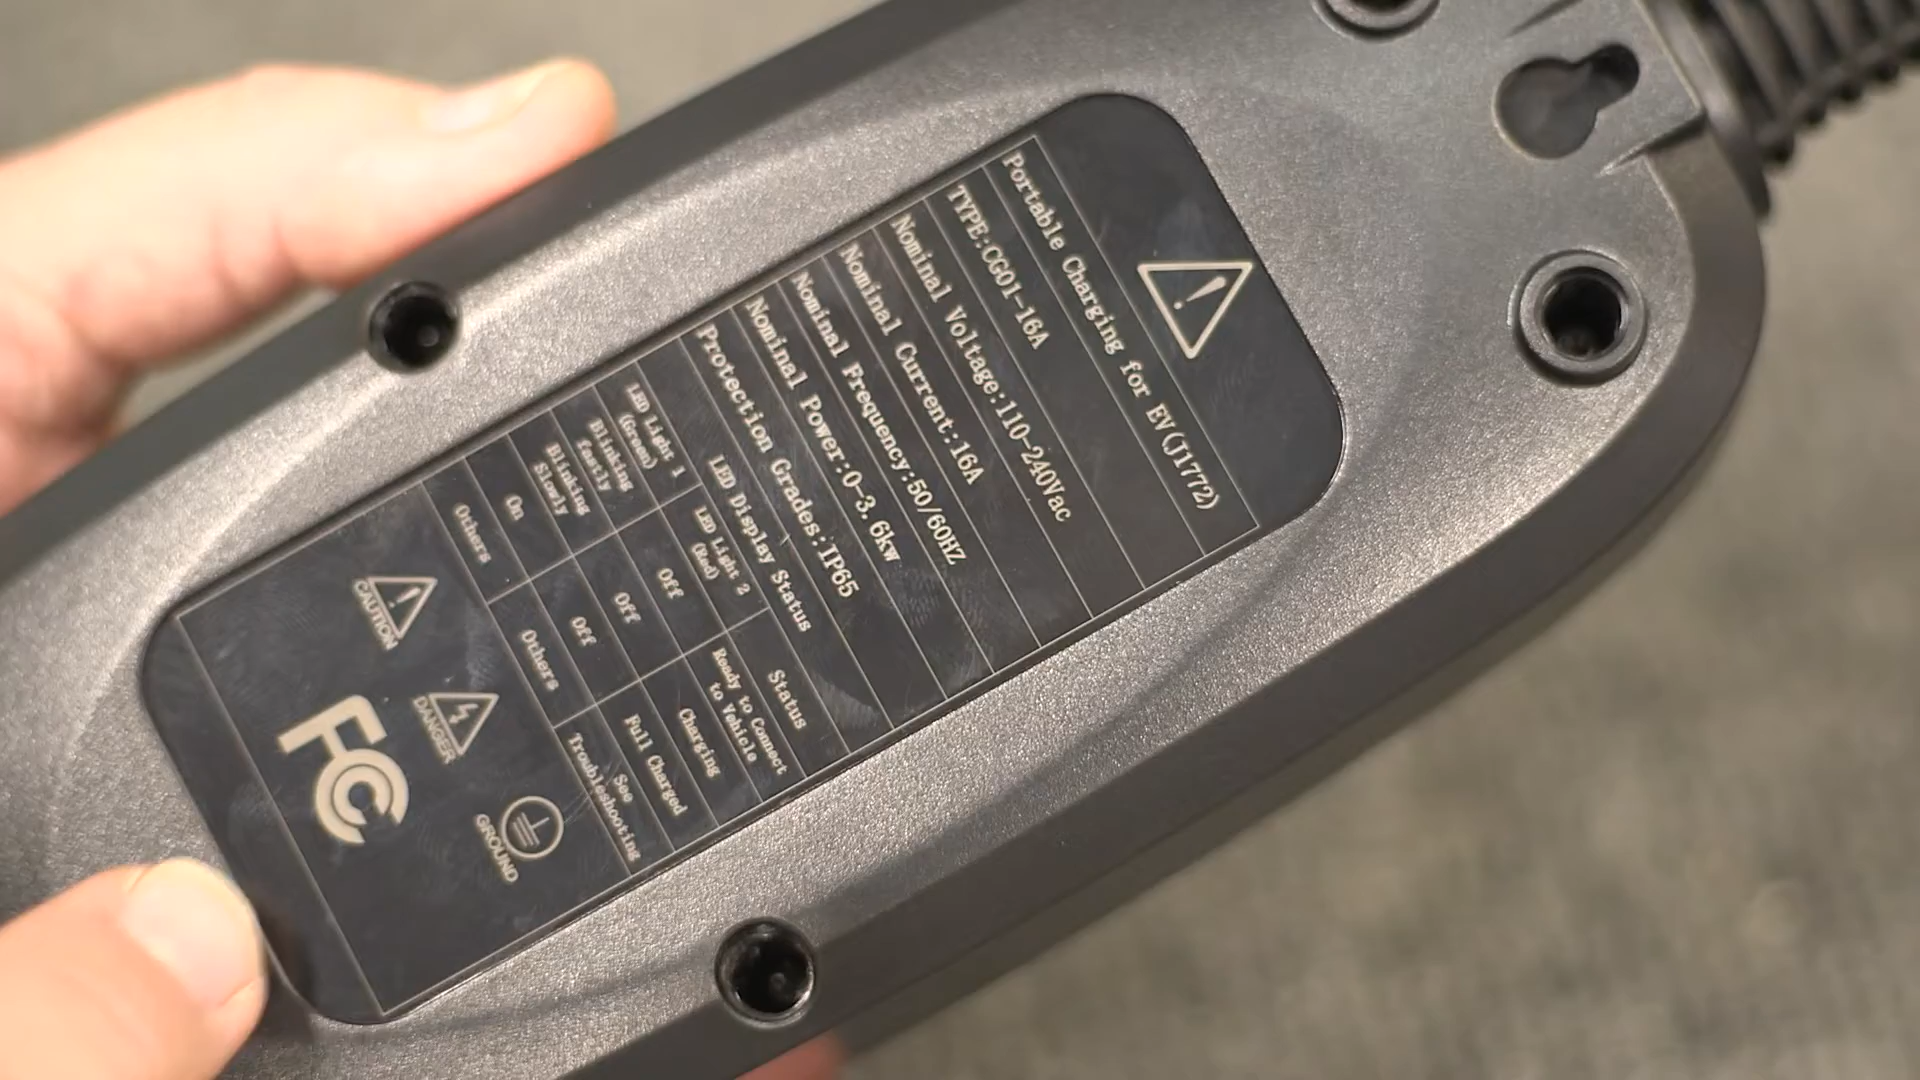 Portable Charging for EV(J1772)
TYPE:CG01-16A
Nominal Voltage:110-240Vac
Nominal Current:16A
Nominal Frequency:50/60HZ
Nominal Power:0-3.6kw
Protection Grades:IP65
LED Display Status
LED Light 1
(Green)
LED Light 2
(Red)
Status
Blinking
fastly
Off
Ready to Connect
to Vehicle
Blinking
Slowly
Off
Charging
On
Off
Full Charged
Others
Others
See
Troubleshooting
CAUTION
DANGER
GROUND
FC